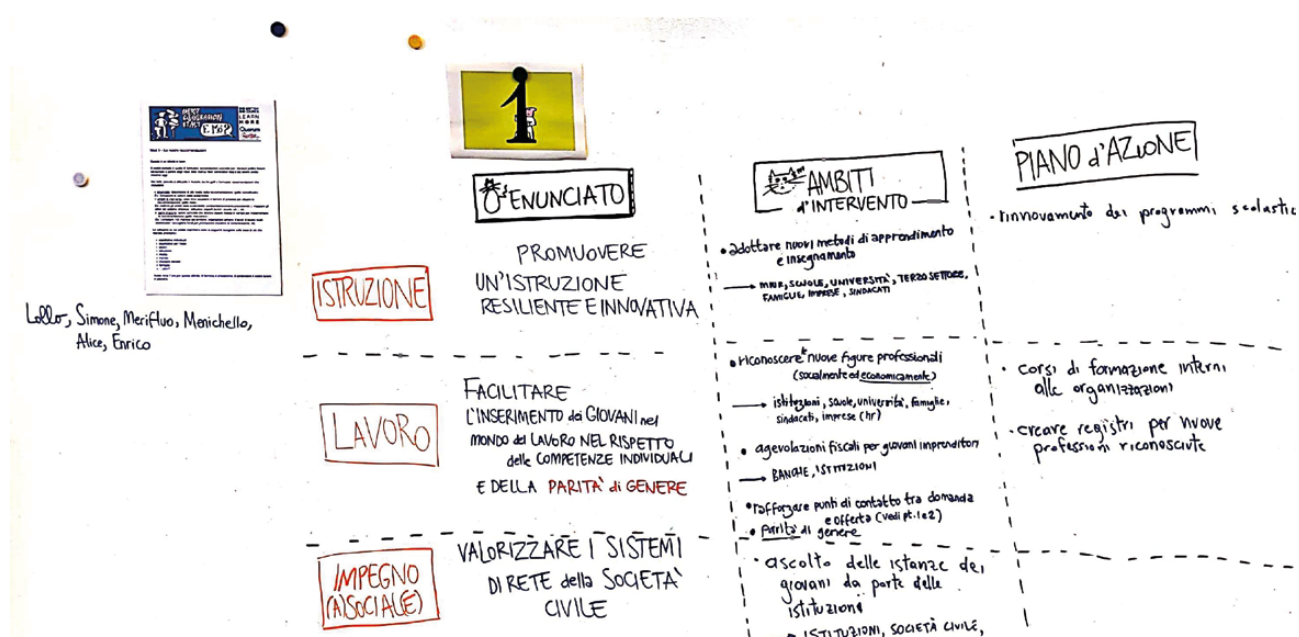 E MO?
LEARN
MORE
1
ENUNCIATO
AMBITI
d'INTERVENTO
PIANO d'AZIONE
Lollo, Simone, Merifluo, Menichello,
Alice, Enrico
ISTRUZIONE
PROMUOVERE
UN'ISTRUZIONE
RESILIENTE E INNOVATIVA
• adottare nuovi metodi di apprendimento
e insegnamento
→ MIUR, SCUOLE, UNIVERSITÀ, TERZO SETTORE,
FAMIGLIE, IMPRESE, SINDACATI
• rinnovamento dei programmi scolastic
LAVORO
FACILITARE
L'INSERIMENTO dei GIOVANI nel
MONDO del LAVORO NEL RISPETTO
delle COMPETENZE INDIVIDUALI
E DELLA PARITÀ di GENERE
• riconoscere nuove figure professionali
(socialmente ed economicamente)
→ istituzioni, scuole, università, famiglie,
sindacati, imprese (hr)
• agevolazioni fiscali per giovani imprenditori
→ BANCHE, ISTITUZIONI
• rafforzare punti di contatto tra domanda
e offerta (vedi pt. 1 e 2)
• Parità di genere
• corsi di formazione interni
alle organizzazioni
• creare registri per nuove
professioni riconosciute
IMPEGNO
(A)SOCIAL(E)
VALORIZZARE I SISTEMI
DI RETE della SOCIETÀ
CIVILE
• ascolto delle istanze dei
giovani da parte delle
istituzioni
→ ISTITUZIONI, SOCIETÀ CIVILE,